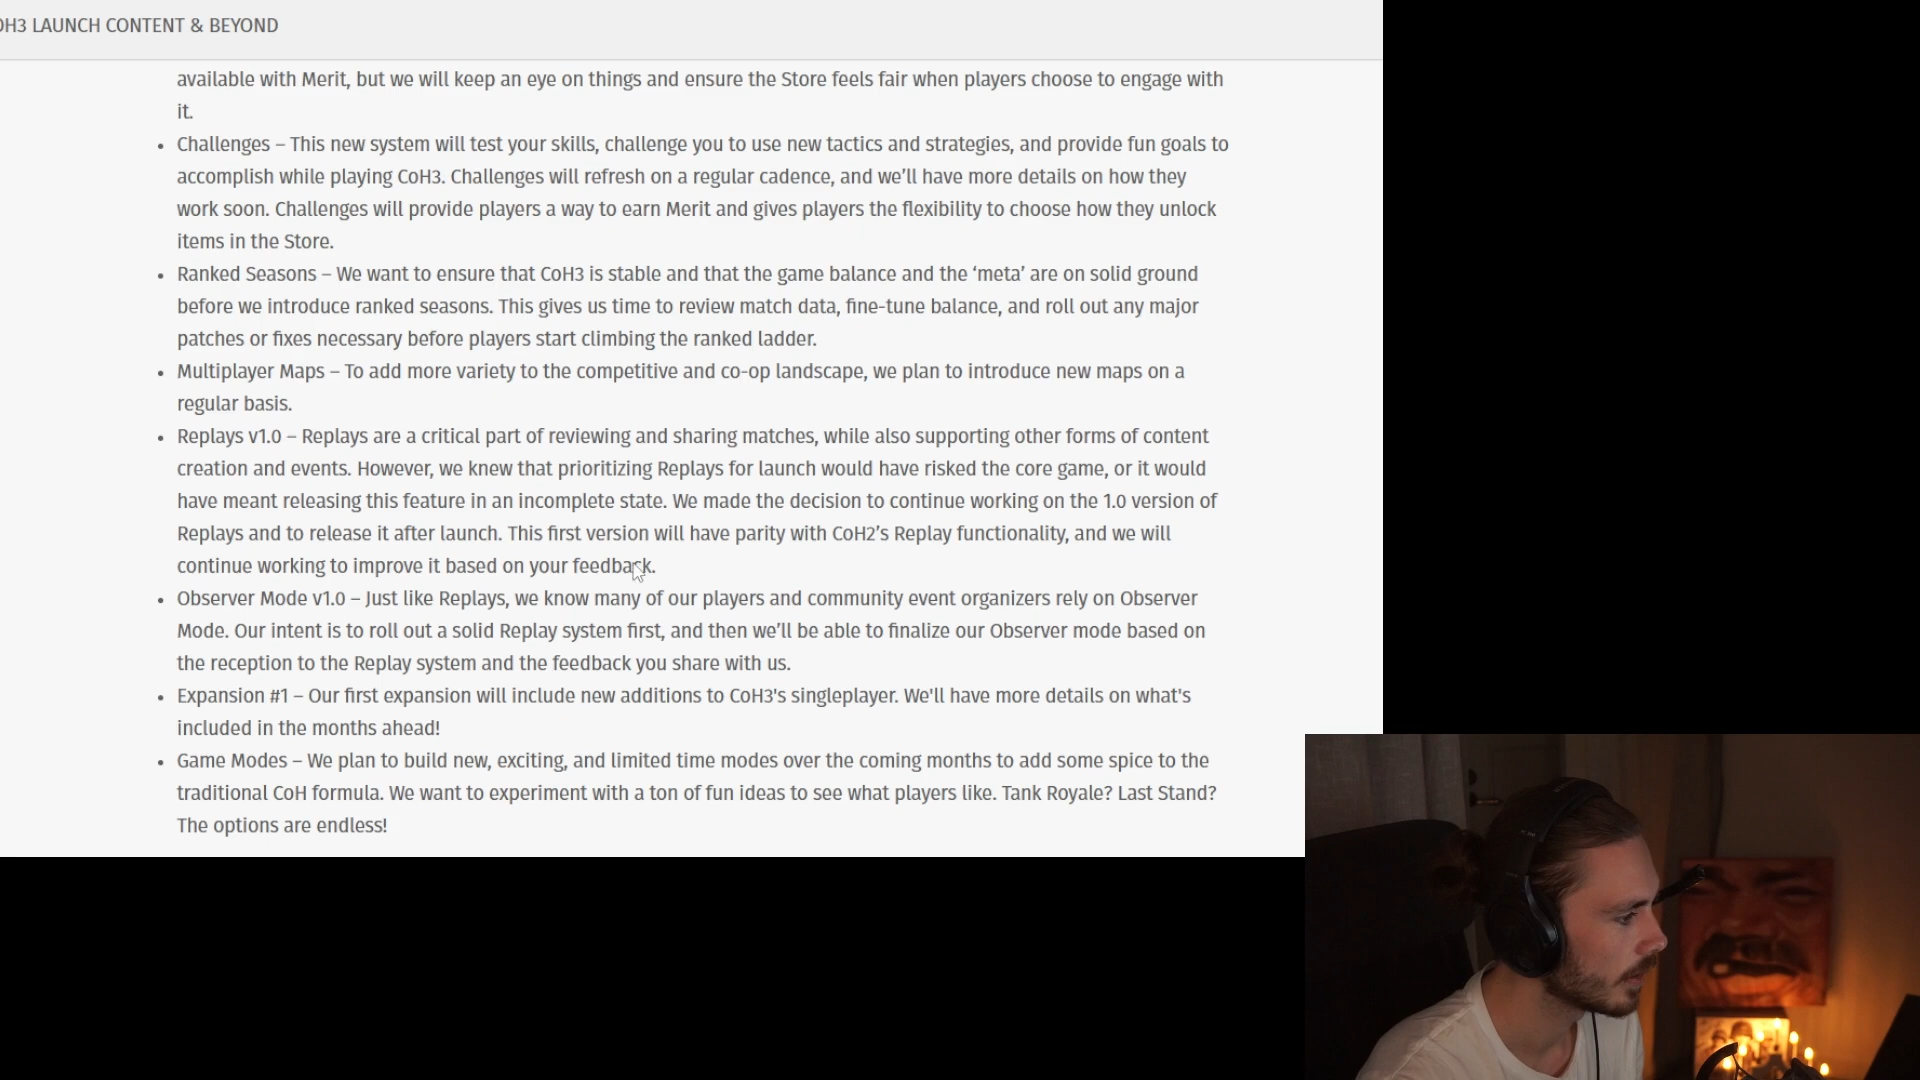 OH3 LAUNCH CONTENT & BEYOND
available with Merit, but we will keep an eye on things and ensure the Store feels fair when players choose to engage with
it.
• Challenges – This new system will test your skills, challenge you to use new tactics and strategies, and provide fun goals to
accomplish while playing CoH3. Challenges will refresh on a regular cadence, and we’ll have more details on how they
work soon. Challenges will provide players a way to earn Merit and gives players the flexibility to choose how they unlock
items in the Store.
• Ranked Seasons – We want to ensure that CoH3 is stable and that the game balance and the ‘meta’ are on solid ground
before we introduce ranked seasons. This gives us time to review match data, fine-tune balance, and roll out any major
patches or fixes necessary before players start climbing the ranked ladder.
• Multiplayer Maps – To add more variety to the competitive and co-op landscape, we plan to introduce new maps on a
regular basis.
• Replays v1.0 – Replays are a critical part of reviewing and sharing matches, while also supporting other forms of content
creation and events. However, we knew that prioritizing Replays for launch would have risked the core game, or it would
have meant releasing this feature in an incomplete state. We made the decision to continue working on the 1.0 version of
Replays and to release it after launch. This first version will have parity with CoH2’s Replay functionality, and we will
continue working to improve it based on your feedback.
• Observer Mode v1.0 – Just like Replays, we know many of our players and community event organizers rely on Observer
Mode. Our intent is to roll out a solid Replay system first, and then we’ll be able to finalize our Observer mode based on
the reception to the Replay system and the feedback you share with us.
• Expansion #1 – Our first expansion will include new additions to CoH3's singleplayer. We'll have more details on what's
included in the months ahead!
• Game Modes – We plan to build new, exciting, and limited time modes over the coming months to add some spice to the
traditional CoH formula. We want to experiment with a ton of fun ideas to see what players like. Tank Royale? Last Stand?
The options are endless!